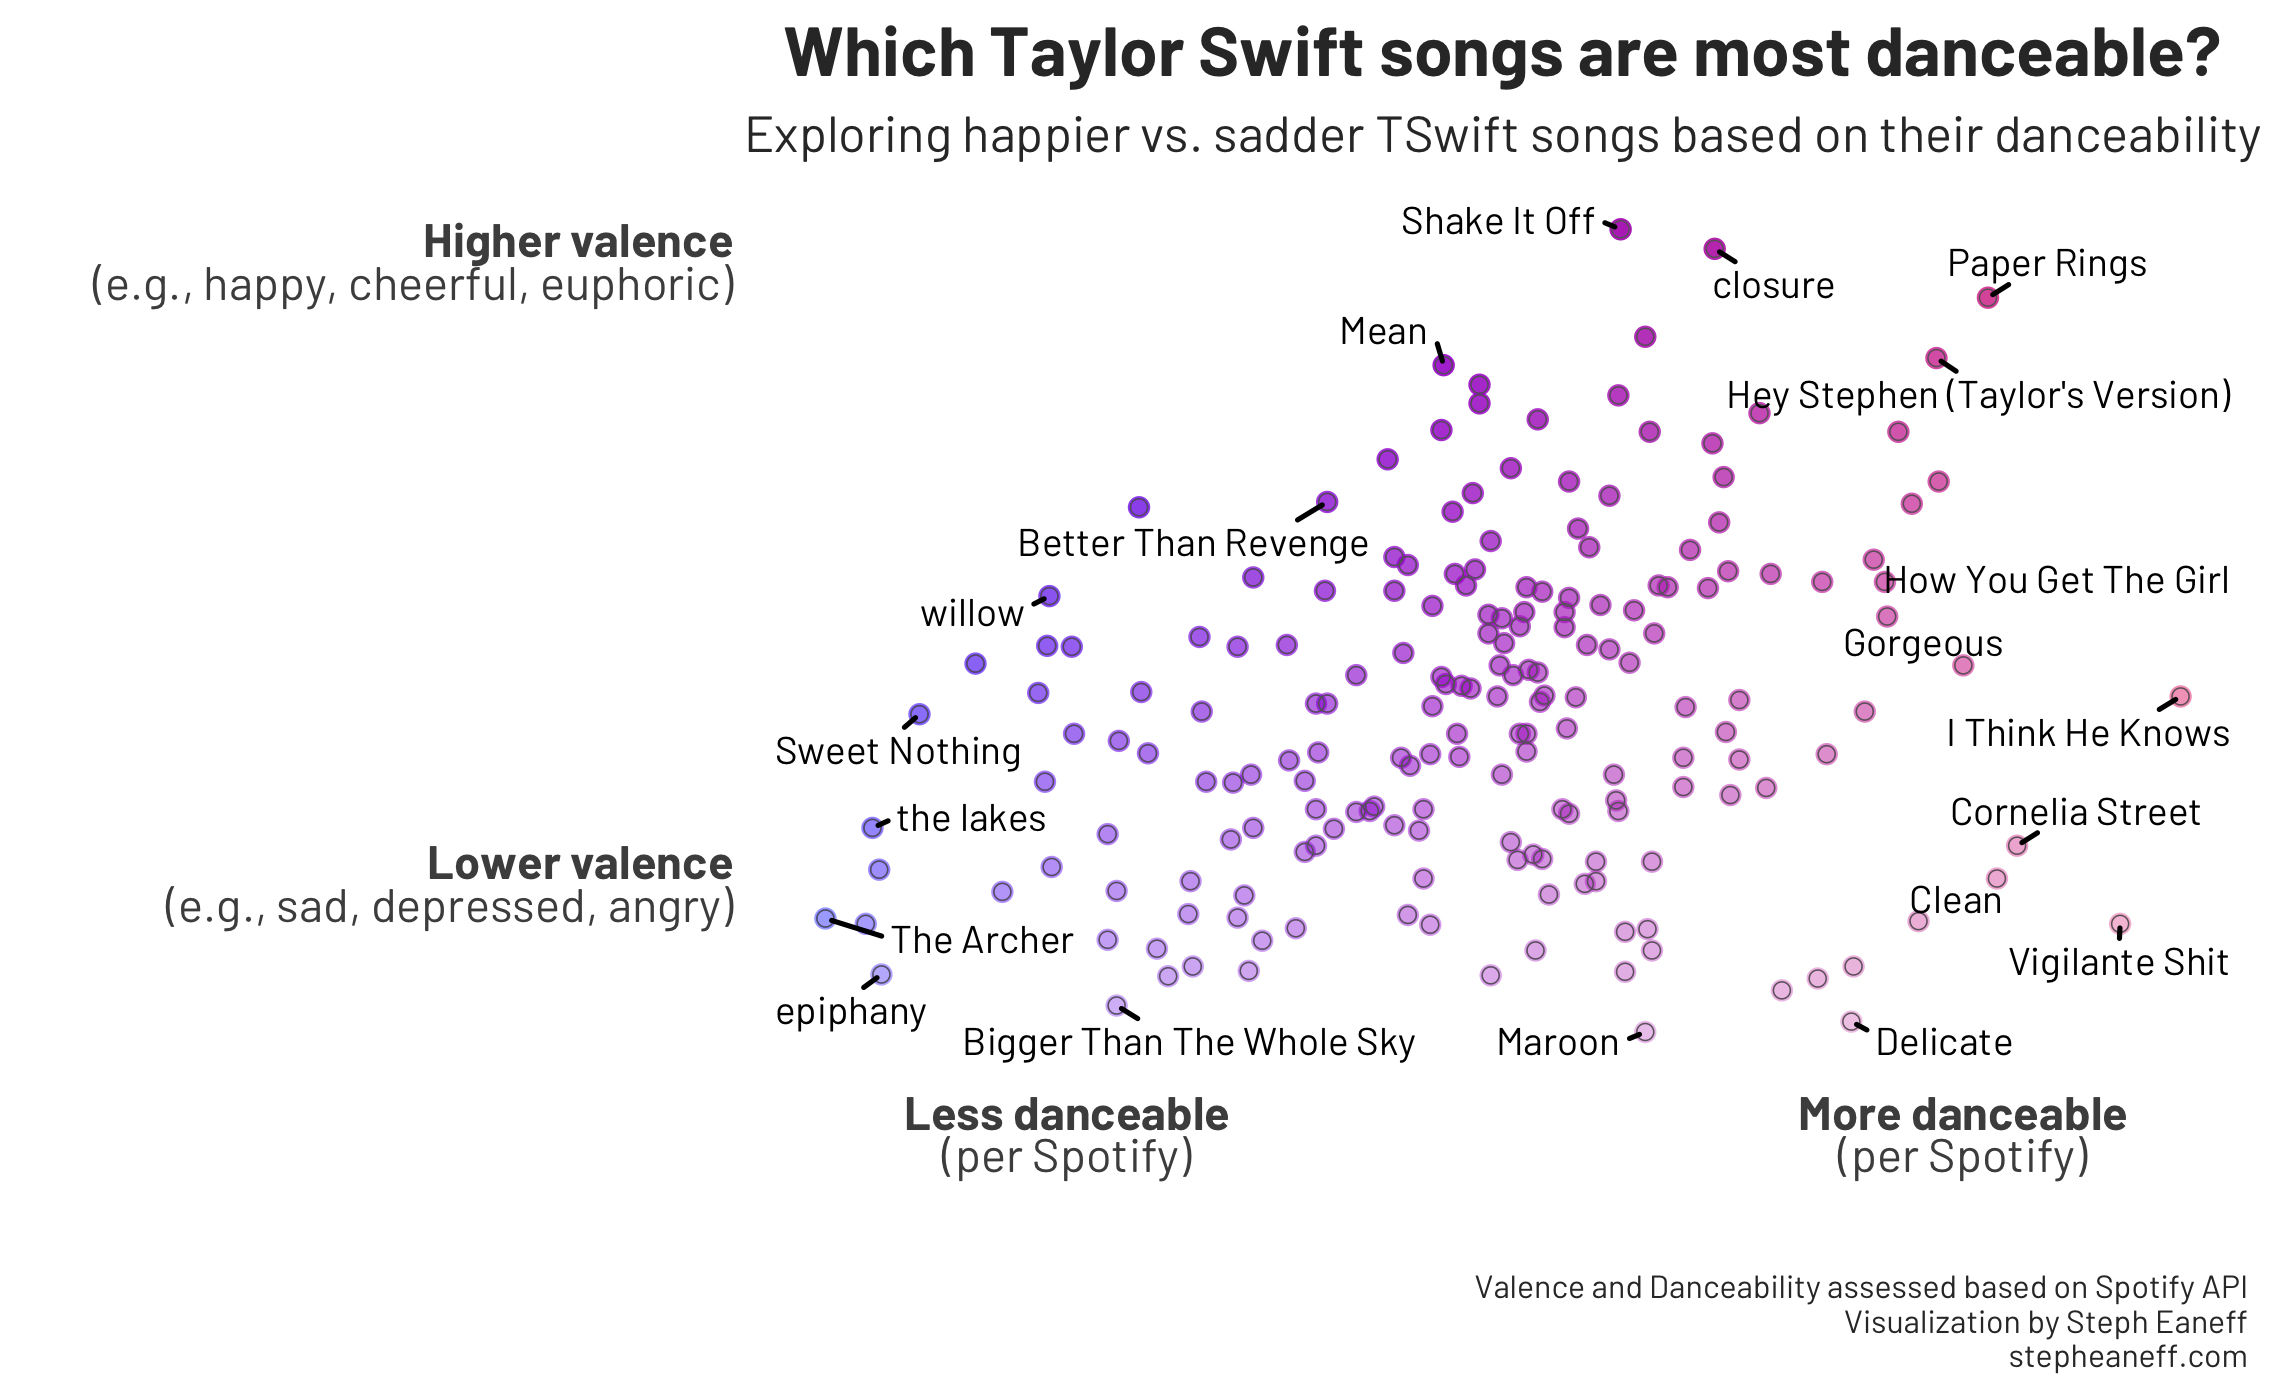 Which Taylor Swift songs are most danceable?
Exploring happier vs. sadder TSwift songs based on their danceability
Higher valence
(e.g., happy, cheerful, euphoric)
Shake It Off
closure
Paper Rings
Mean
Hey Stephen (Taylor's Version)
Better Than Revenge
How You Get The Girl
willow
Gorgeous
I Think He Knows
Sweet Nothing
the lakes
Cornelia Street
Lower valence
(e.g., sad, depressed, angry)
Clean
The Archer
Vigilante Shit
epiphany
Bigger Than The Whole Sky
Maroon
Delicate
Less danceable
(per Spotify)
More danceable
(per Spotify)
Valence and Danceability assessed based on Spotify API
Visualization by Steph Eaneff
stepheaneff.com